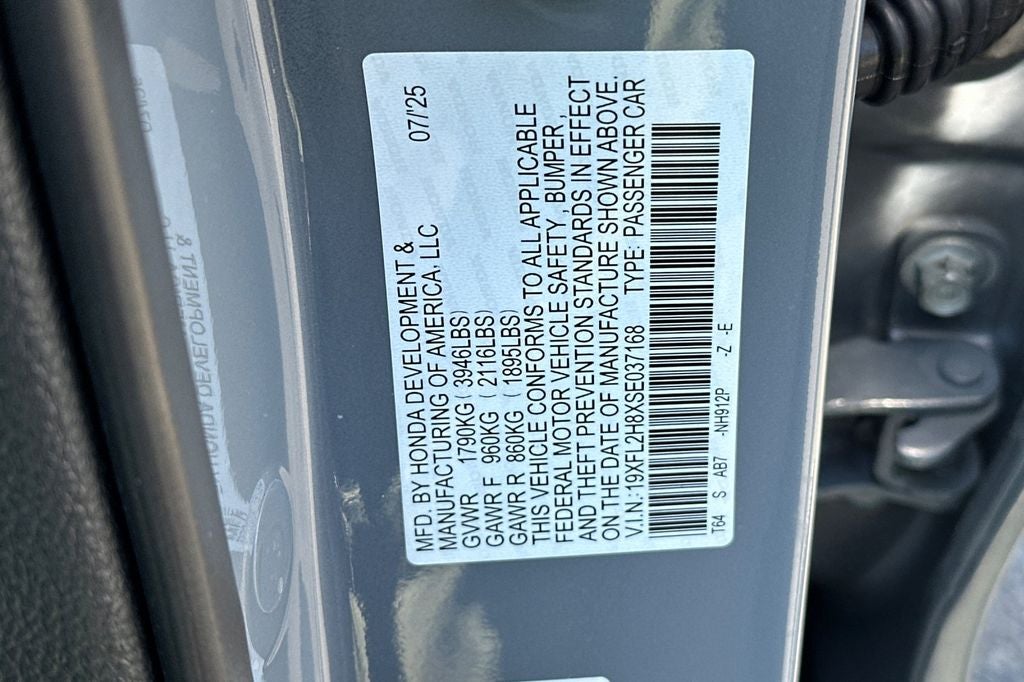 MFD. BY HONDA DEVELOPMENT & 07/'25
MANUFACTURING OF AMERICA, LLC
GVWR 1790KG ( 3946LBS)
GAWR F 960KG ( 2116LBS)
GAWR R 860KG ( 1895LBS)
THIS VEHICLE CONFORMS TO ALL APPLICABLE
FEDERAL MOTOR VEHICLE SAFETY , BUMPER ,
AND THEFT PREVENTION STANDARDS IN EFFECT
ON THE DATE OF MANUFACTURE SHOWN ABOVE.
V.I.N.:19XFL2H8XSE037168 TYPE: PASSENGER CAR
T64 S AB7 -NH912P -Z -E